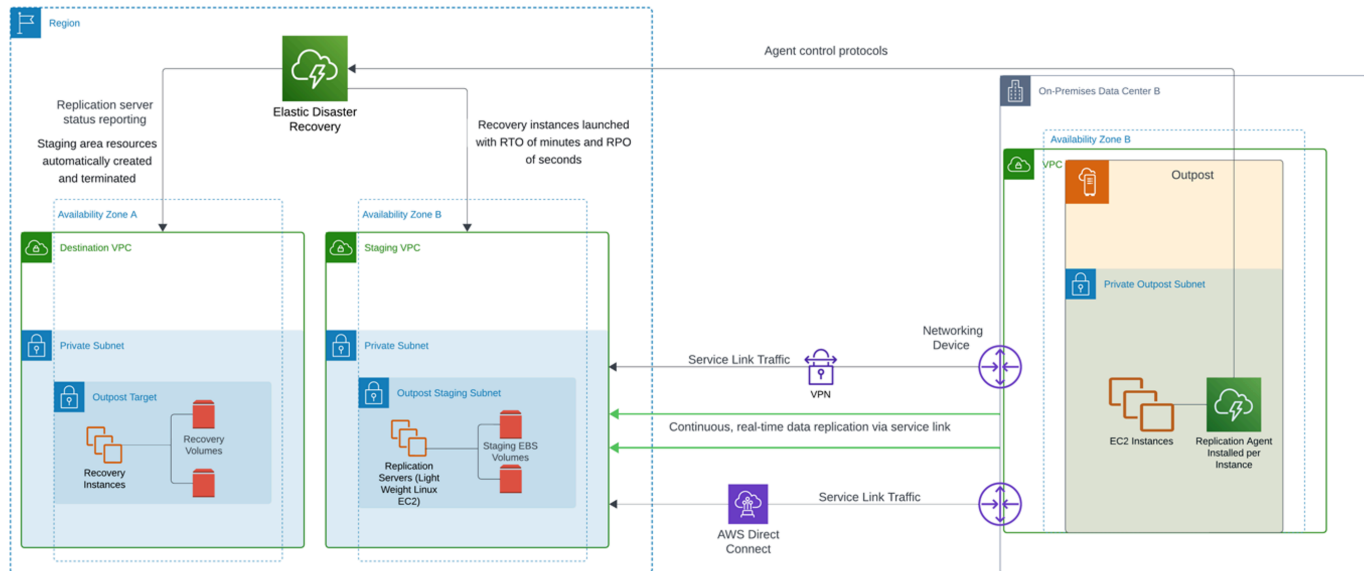 Region
Elastic Disaster
Recovery
Replication server
status reporting
Staging area resources
automatically created
and terminated
Recovery instances launched
with RTO of minutes and RPO
of seconds
Agent control protocols
Availability Zone A
Destination VPC
Private Subnet
Outpost Target
Recovery
Volumes
Recovery
Instances
Availability Zone B
Staging VPC
Private Subnet
Outpost Staging Subnet
Staging EBS
Volumes
Replication
Servers (Light
Weight Linux
EC2)
Service Link Traffic
VPN
Networking
Device
Continuous, real-time data replication via service link
Service Link Traffic
AWS Direct
Connect
On-Premises Data Center B
Availability Zone B
VPC
Outpost
Private Outpost Subnet
EC2 Instances
Replication Agent
Installed per
Instance